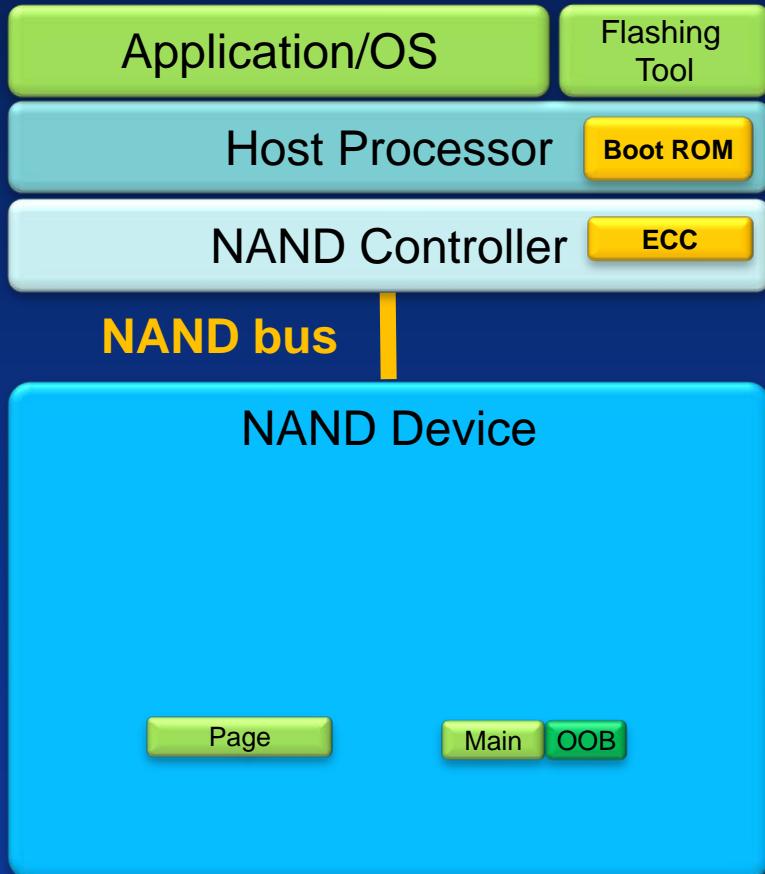 Application/OS
Flashing
Tool
Host Processor
Boot ROM
NAND Controller
ECC
NAND bus
NAND Device
Page
Main
OOB